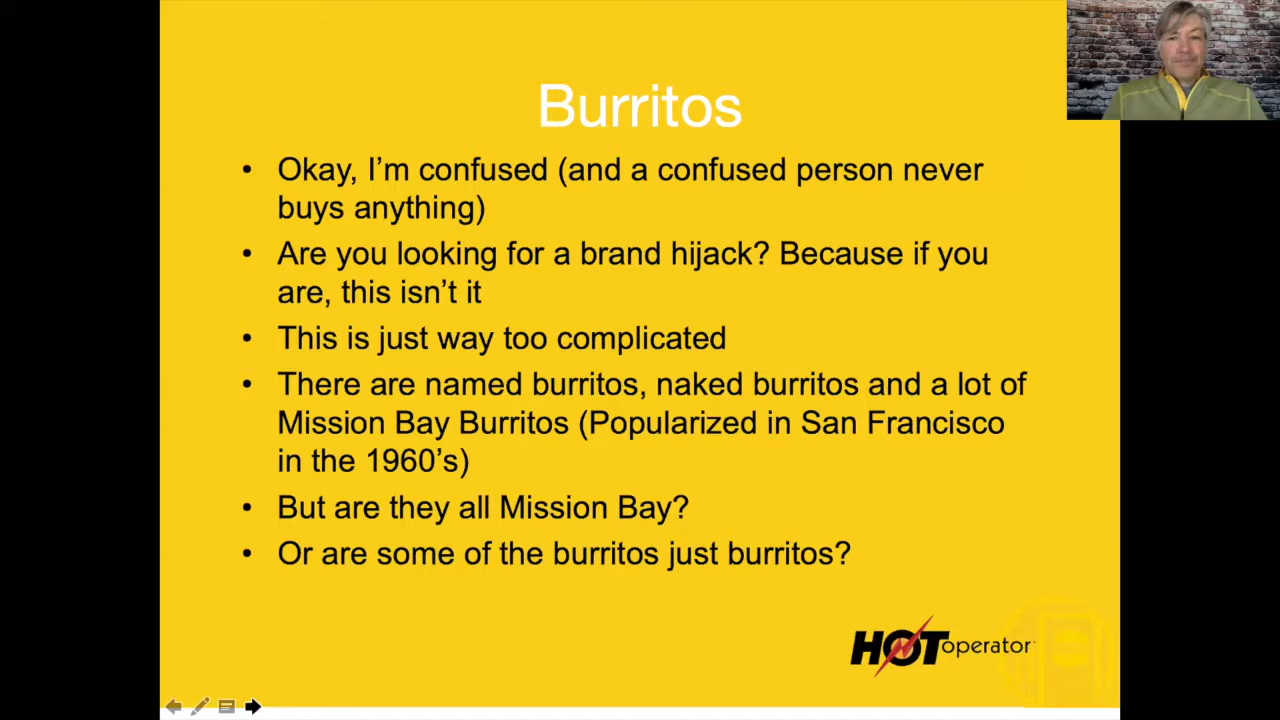 Burritos
• Okay, I’m confused (and a confused person never
buys anything)
• Are you looking for a brand hijack? Because if you
are, this isn’t it
• This is just way too complicated
• There are named burritos, naked burritos and a lot of
Mission Bay Burritos (Popularized in San Francisco
in the 1960’s)
• But are they all Mission Bay?
• Or are some of the burritos just burritos?
HOToperator